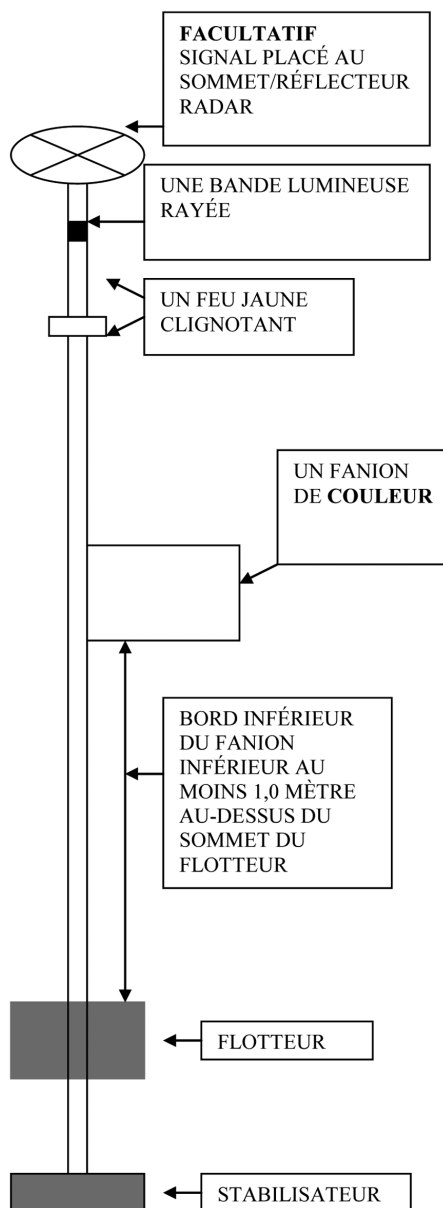 FACULTATIF
SIGNAL PLACÉ AU
SOMMET/RÉFLECTEUR
RADAR
UNE BANDE LUMINEUSE
RAYÉE
UN FEU JAUNE
CLIGNOTANT
UN FANION
DE COULEUR
BORD INFÉRIEUR
DU FANION
INFÉRIEUR AU
MOINS 1,0 MÈTRE
AU-DESSUS DU
SOMMET DU
FLOTTEUR
FLOTTEUR
STABILISATEUR